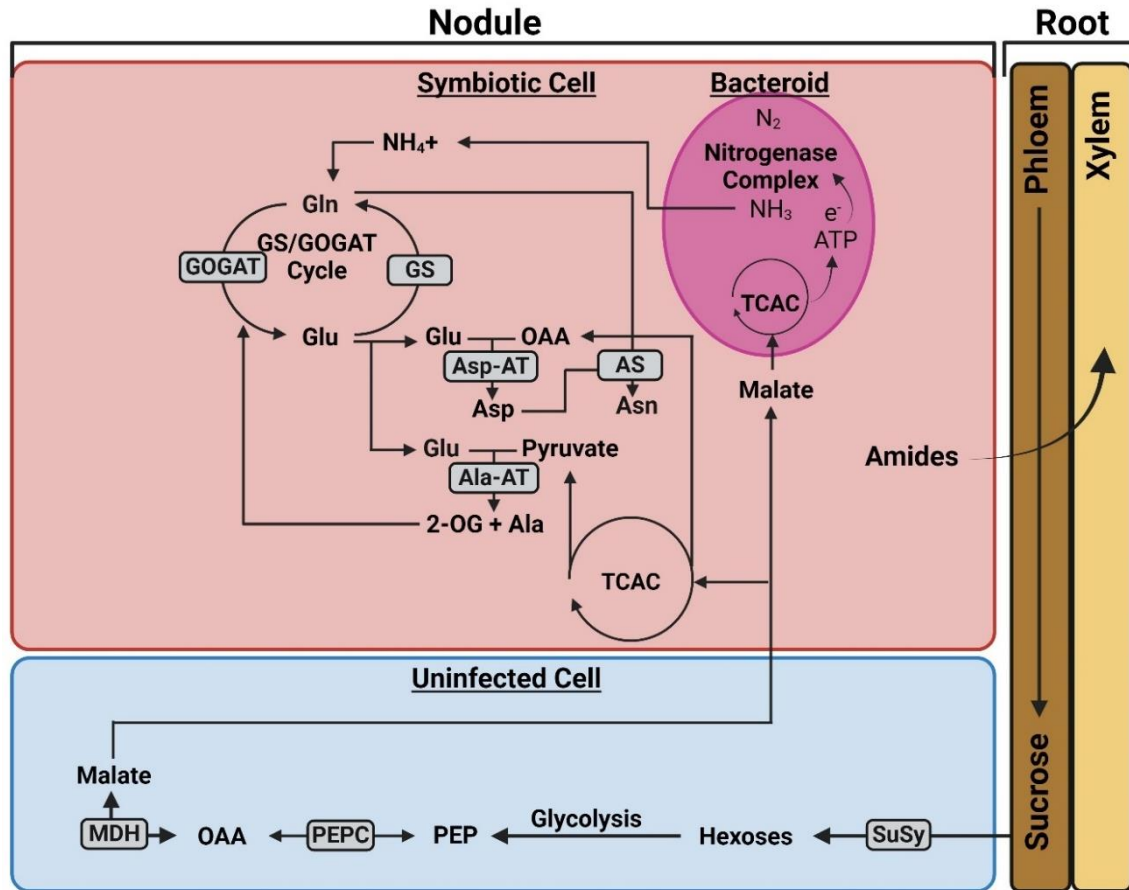 Nodule
Root
Symbiotic Cell
Bacteroid
N₂
Nitrogenase
Complex
NH₃
e⁻
ATP
TCAC
NH₄+
Gln
GS/GOGAT
Cycle
GOGAT
GS
Glu
Glu
OAA
Asp-AT
AS
Asp
Asn
Malate
Glu
Pyruvate
Ala-AT
2-OG + Ala
TCAC
Amides
Phloem
Xylem
Sucrose
Uninfected Cell
Malate
MDH
OAA
PEPC
PEP
Glycolysis
Hexoses
SuSy